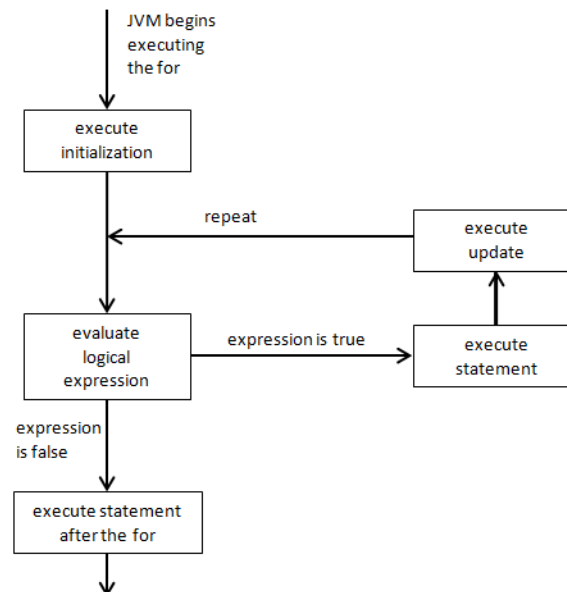 JVM begins
executing
the for
execute
initialization
repeat
execute
update
evaluate
logical
expression
expression is true
execute
statement
expression
is false
execute statement
after the for